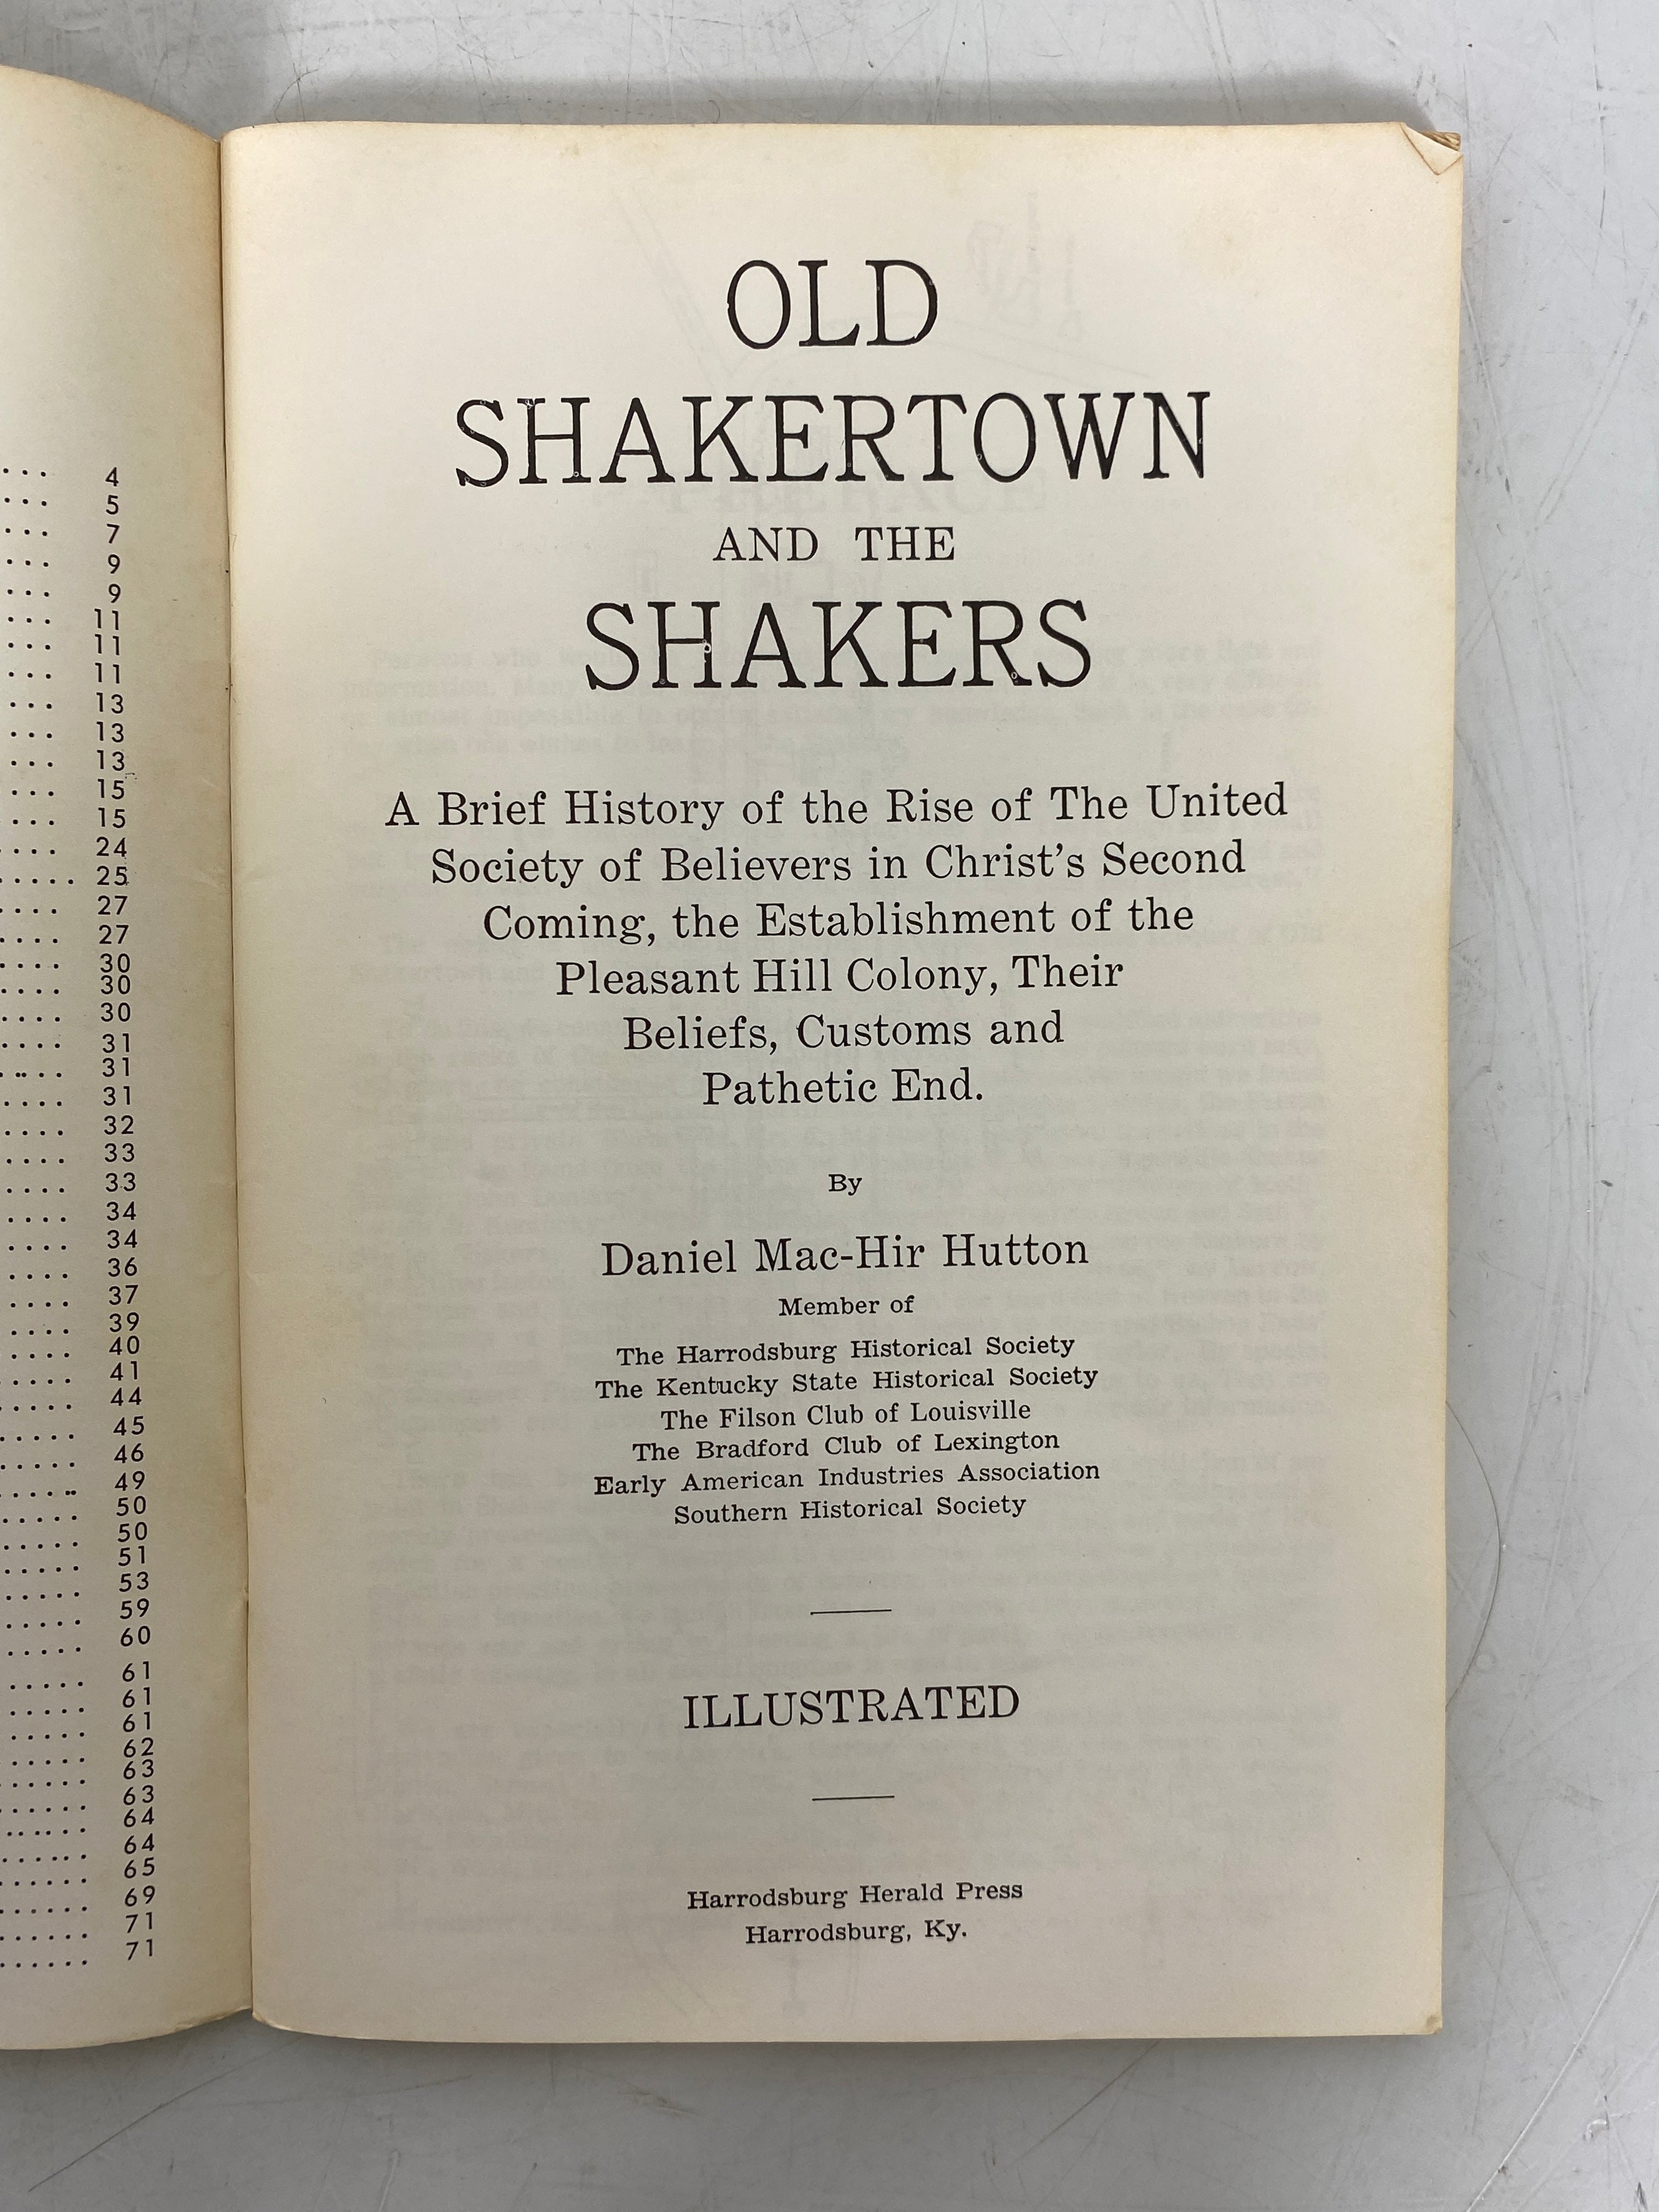 4
5
7
9
9
11
11
11
13
13
13
15
15
24
25
27
27
30
30
30
31
31
31
32
33
33
34
34
36
37
39
40
41
44
45
46
49
50
50
51
53
59
60
61
61
61
62
63
63
64
64
65
69
71
71
OLD
SHAKERTOWN
AND THE
SHAKERS
A Brief History of the Rise of The United
Society of Believers in Christ's Second
Coming, the Establishment of the
Pleasant Hill Colony, Their
Beliefs, Customs and
Pathetic End.
By
Daniel Mac-Hir Hutton
Member of
The Harrodsburg Historical Society
The Kentucky State Historical Society
The Filson Club of Louisville
The Bradford Club of Lexington
Early American Industries Association
Southern Historical Society
ILLUSTRATED
Harrodsburg Herald Press
Harrodsburg, Ky.